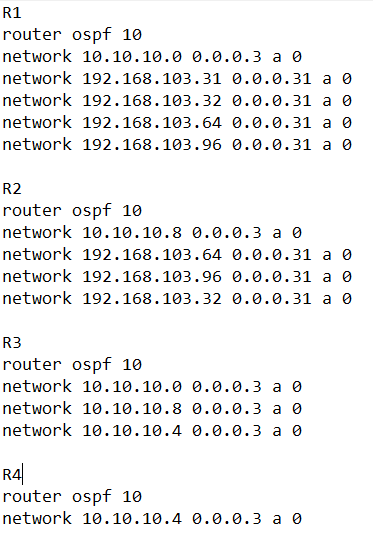 R1
router ospf 10
network 10.10.10.0 0.0.0.3 a 0
network 192.168.103.31 0.0.0.31 a 0
network 192.168.103.32 0.0.0.31 a 0
network 192.168.103.64 0.0.0.31 a 0
network 192.168.103.96 0.0.0.31 a 0

R2
router ospf 10
network 10.10.10.8 0.0.0.3 a 0
network 192.168.103.64 0.0.0.31 a 0
network 192.168.103.96 0.0.0.31 a 0
network 192.168.103.32 0.0.0.31 a 0

R3
router ospf 10
network 10.10.10.0 0.0.0.3 a 0
network 10.10.10.8 0.0.0.3 a 0
network 10.10.10.4 0.0.0.3 a 0

R4
router ospf 10
network 10.10.10.4 0.0.0.3 a 0